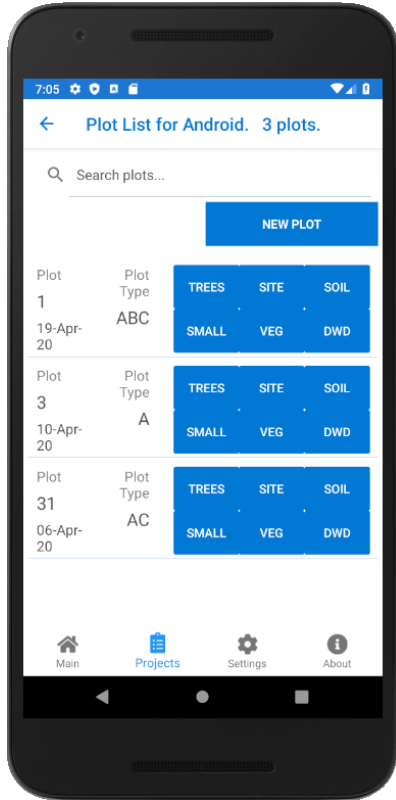 7:05
Plot List for Android. 3 plots.
Search plots...
NEW PLOT
Plot
Plot
Type
1
ABC
19-Apr-
20
TREES SITE SOIL
SMALL VEG DWD
Plot
Plot
Type
3
A
10-Apr-
20
TREES SITE SOIL
SMALL VEG DWD
Plot
Plot
Type
31
AC
06-Apr-
20
TREES SITE SOIL
SMALL VEG DWD
Main Projects Settings About